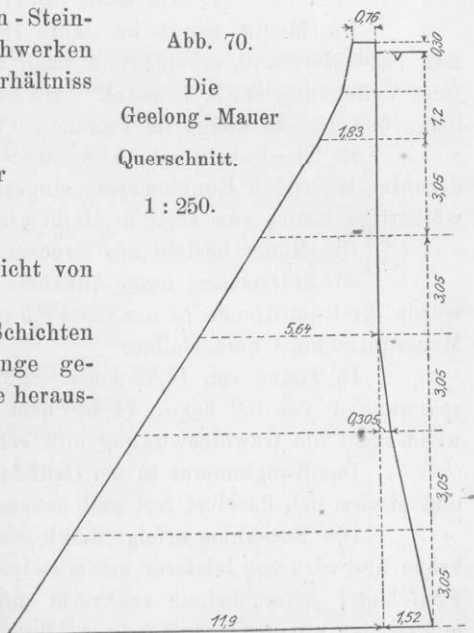 n - Stein-
hwerken
rhältniss
r
icht von
Schichten
nge ge-
e heraus-
Abb. 70.
Die
Geelong - Mauer
Querschnitt.
1 : 250.
0,76
0,30
1,2
1,83
3,05
3,05
5,64
3,05
0,305
3,05
3,05
11,9
1,52